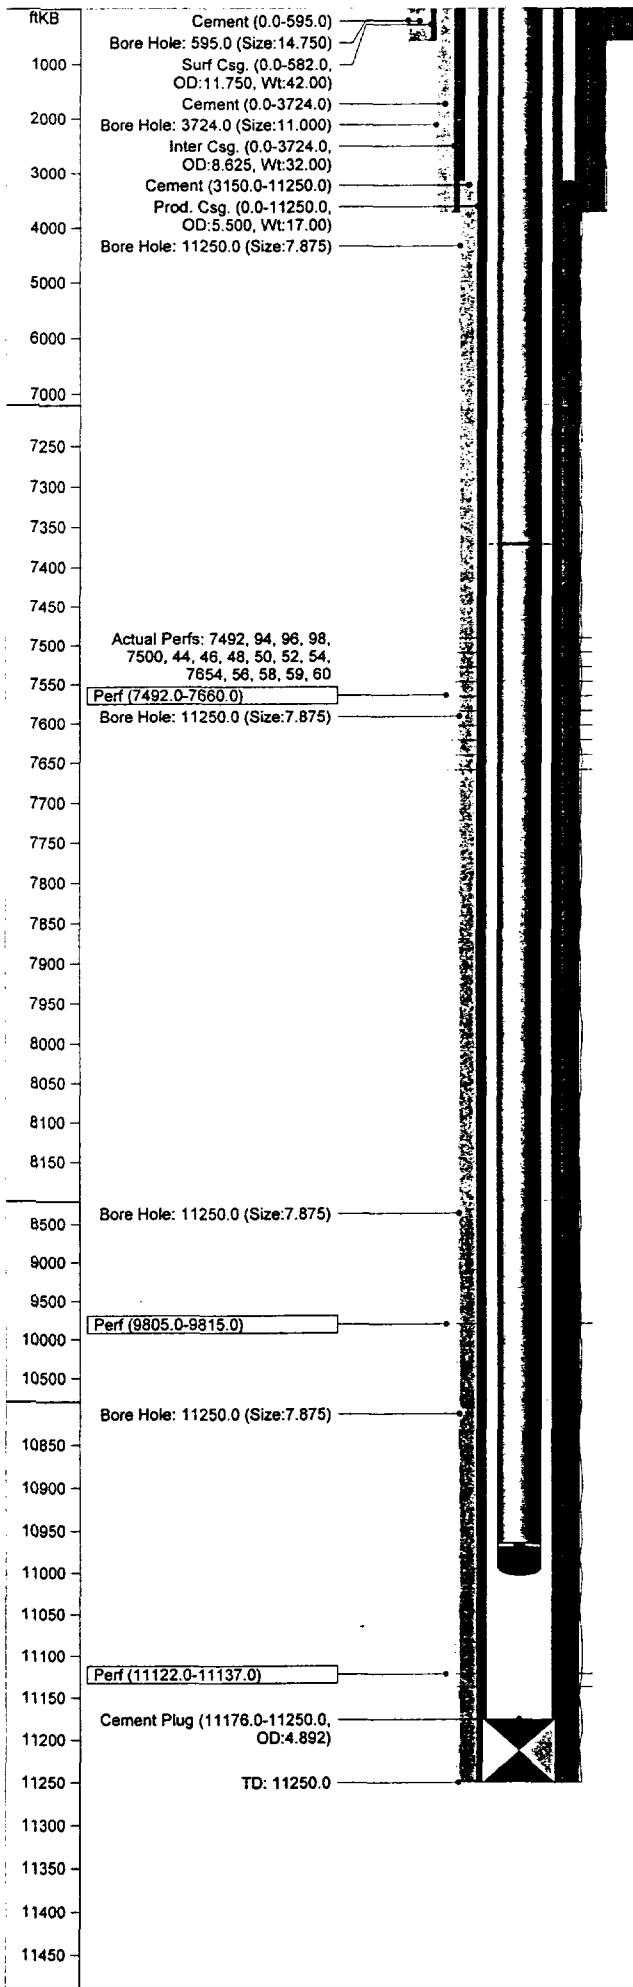 ftKB
Cement (0.0-595.0)
Bore Hole: 595.0 (Size:14.750)
Surf Csg. (0.0-582.0,
OD:11.750, Wt:42.00)
1000
Cement (0.0-3724.0)
2000
Bore Hole: 3724.0 (Size:11.000)
Inter Csg. (0.0-3724.0,
OD:8.625, Wt:32.00)
3000
Cement (3150.0-11250.0)
Prod. Csg. (0.0-11250.0,
OD:5.500, Wt:17.00)
4000
Bore Hole: 11250.0 (Size:7.875)
5000
6000
7000
7250
7300
7350
7400
7450
7500
Actual Perfs: 7492, 94, 96, 98,
7500, 44, 46, 48, 50, 52, 54,
7654, 56, 58, 59, 60
7550
Perf (7492.0-7660.0)
7600
Bore Hole: 11250.0 (Size:7.875)
7650
7700
7750
7800
7850
7900
7950
8000
8050
8100
8150
Bore Hole: 11250.0 (Size:7.875)
8500
9000
9500
Perf (9805.0-9815.0)
10000
10500
Bore Hole: 11250.0 (Size:7.875)
10850
10900
10950
11000
11050
11100
Perf (11122.0-11137.0)
11150
Cement Plug (11176.0-11250.0,
OD:4.892)
11200
TD: 11250.0
11250
11300
11350
11400
11450